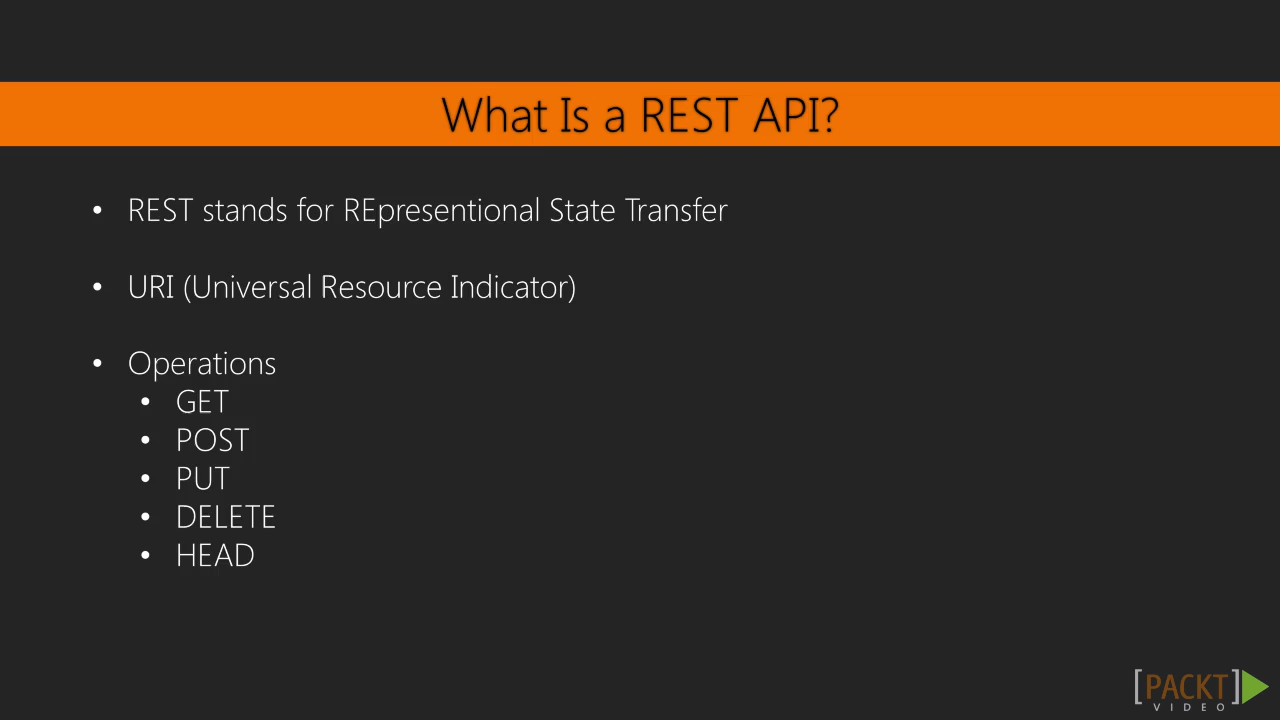 What Is a REST API?
• REST stands for REpresentional State Transfer
• URI (Universal Resource Indicator)
• Operations
• GET
• POST
• PUT
• DELETE
• HEAD
[PACKT]
VIDEO